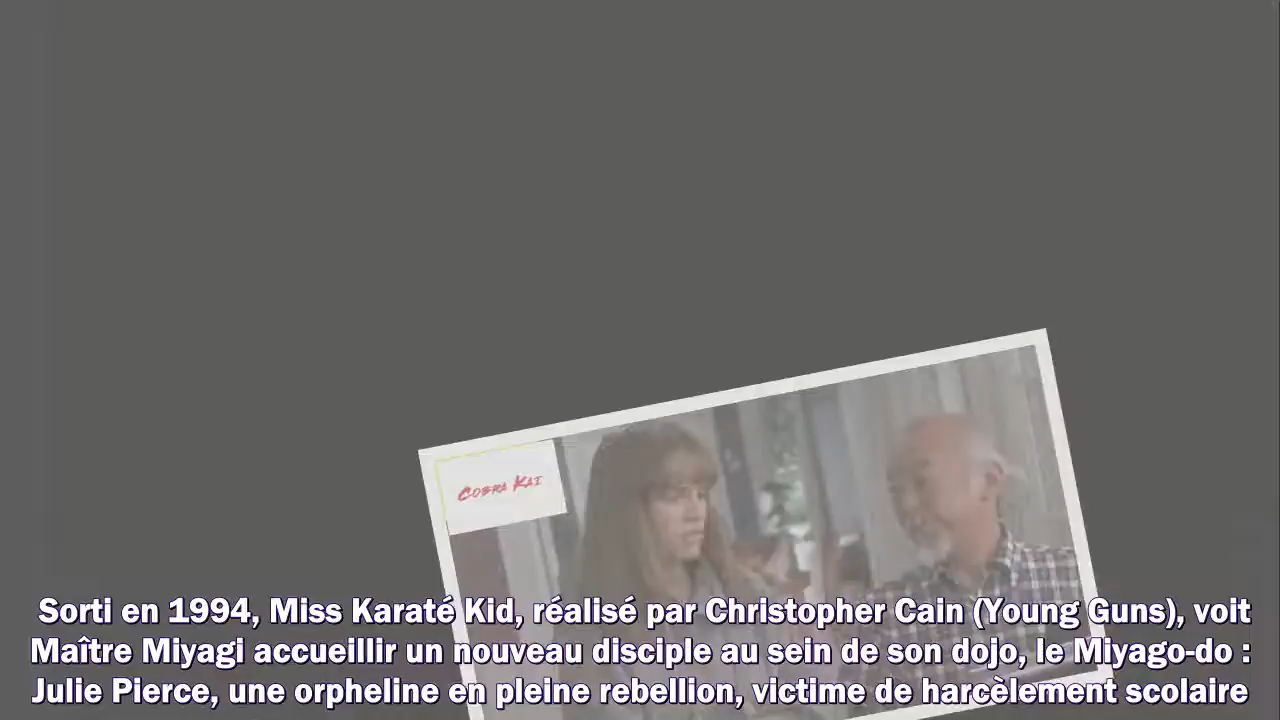 COBRA KAI
Sorti en 1994, Miss Karaté Kid, réalisé par Christopher Cain (Young Guns), voit
Maître Miyagi accueillir un nouveau disciple au sein de son dojo, le Miyago-do :
Julie Pierce, une orpheline en pleine rebellion, victime de harcèlement scolaire